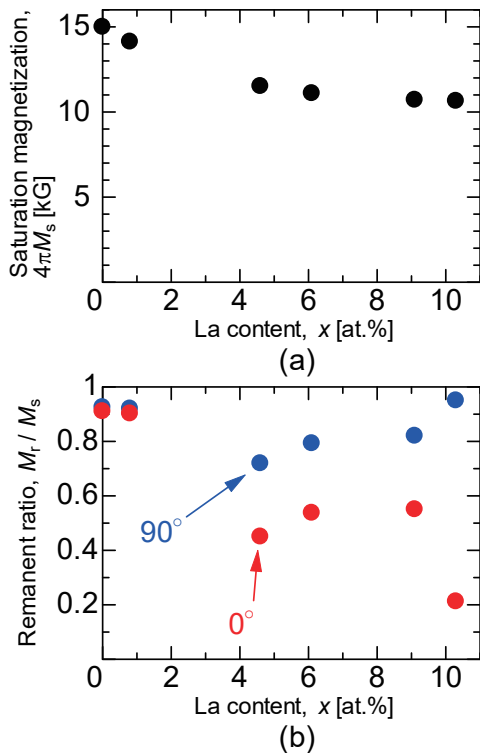 Saturation magnetization,
4πMs [kG]
15
10
5
0 2 4 6 8 10
La content, x [at.%]
(a)
Remanent ratio, Mr / Ms
1
0.8
0.6
0.4
0.2
90°
0°
0 2 4 6 8 10
La content, x [at.%]
(b)